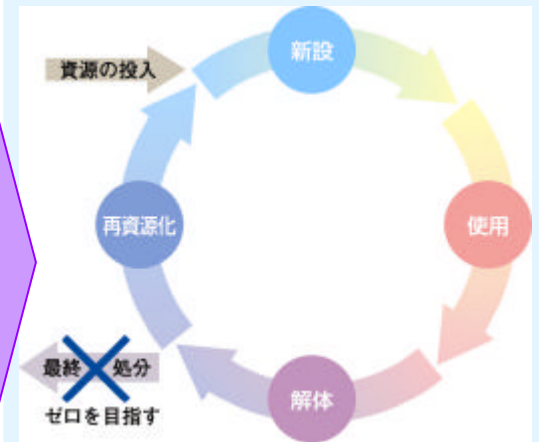 新設
資源の投入
再資源化
使用
最終 処分
ゼロを目指す
解体